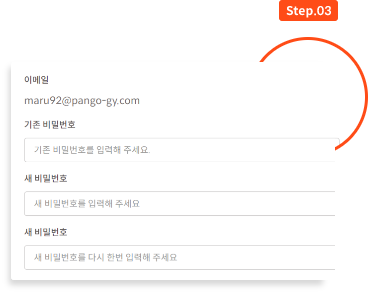 Step.03
이메일
maru92@pango-gy.com
기존 비밀번호
기존 비밀번호를 입력해 주세요.
새 비밀번호
새 비밀번호를 입력해 주세요
새 비밀번호
새 비밀번호를 다시 한번 입력해 주세요